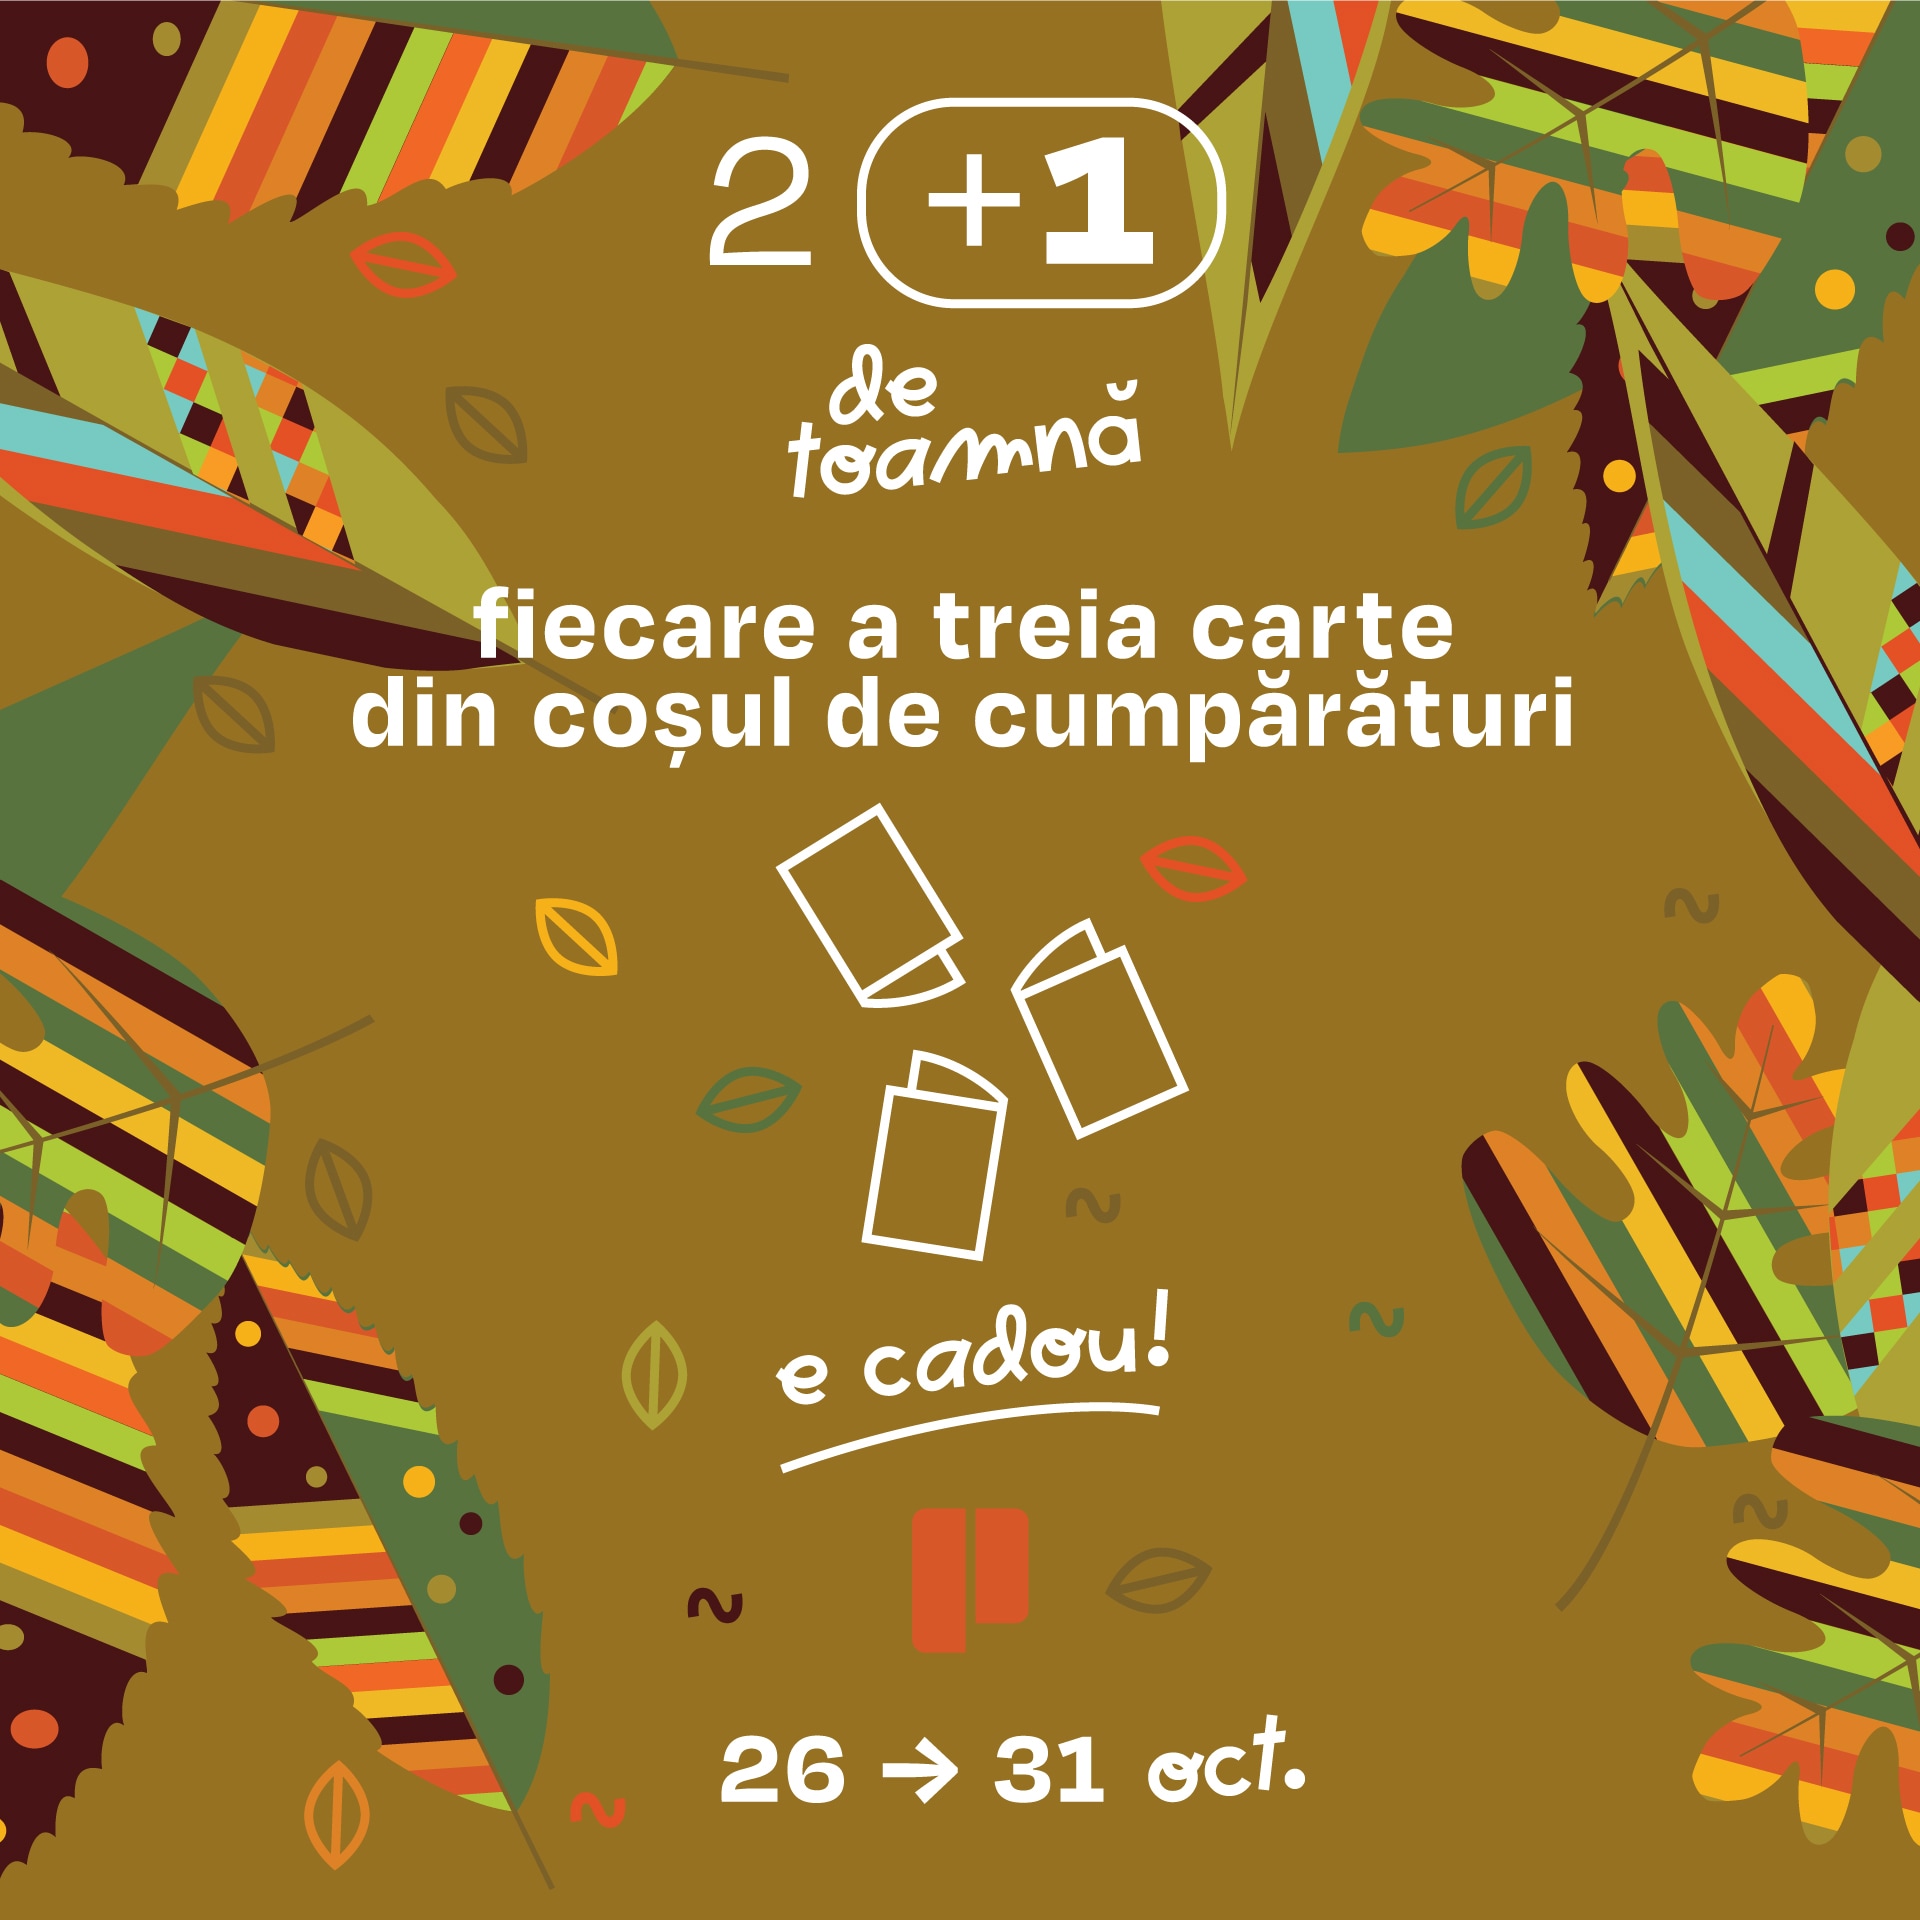 2 +1
de
toamnă
fiecare a treia carte
din coșul de cumpărături
e cadou!
26 → 31 oct.